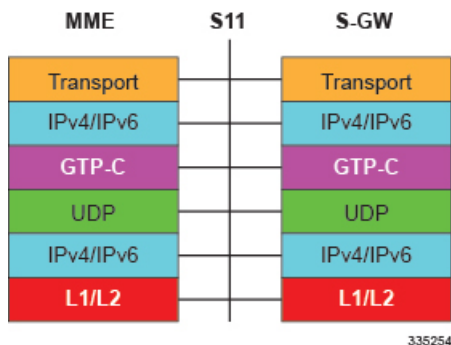 MME S11 S-GW
Transport Transport
IPv4/IPv6 IPv4/IPv6
GTP-C GTP-C
UDP UDP
IPv4/IPv6 IPv4/IPv6
L1/L2 L1/L2
335254